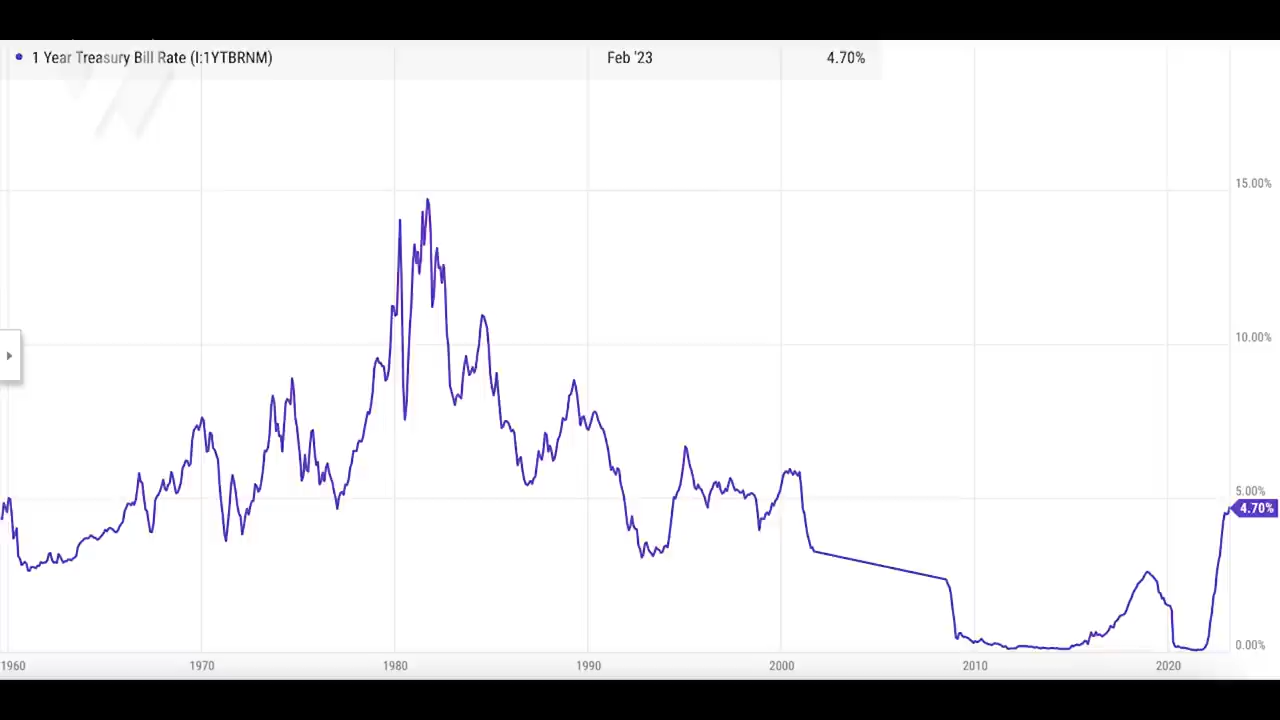 1 Year Treasury Bill Rate (I:1YTBRNM) Feb '23 4.70%
15.00%
10.00%
5.00%
4.70%
0.00%
1960 1970 1980 1990 2000 2010 2020